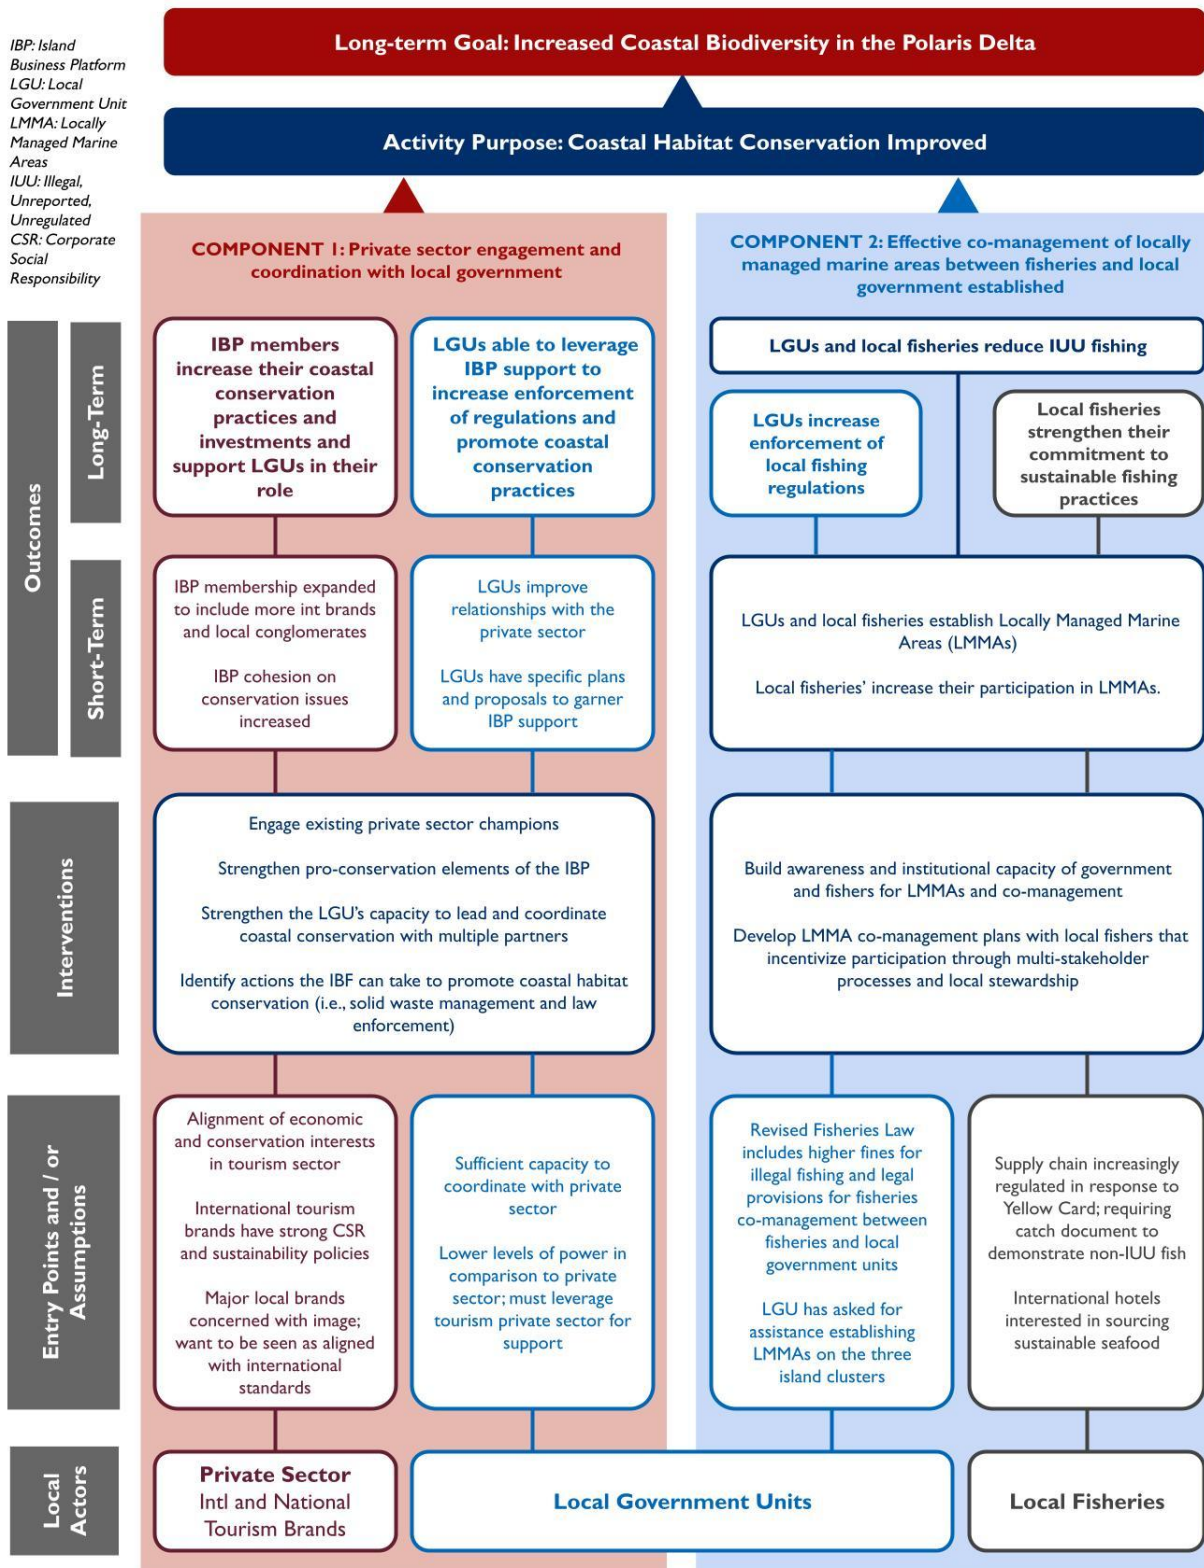 IBP: Island
Business Platform
LGU: Local
Government Unit
LMMA: Locally
Managed Marine
Areas
IUU: Illegal,
Unreported,
Unregulated
CSR: Corporate
Social
Responsibility
Long-term Goal: Increased Coastal Biodiversity in the Polaris Delta
Activity Purpose: Coastal Habitat Conservation Improved
COMPONENT 1: Private sector engagement and
coordination with local government
COMPONENT 2: Effective co-management of locally
managed marine areas between fisheries and local
government established
Outcomes
Long-Term
IBP members
increase their coastal
conservation
practices and
investments and
support LGUs in their
role
LGUs able to leverage
IBP support to
increase enforcement
of regulations and
promote coastal
conservation
practices
LGUs and local fisheries reduce IUU fishing
LGUs increase
enforcement of
local fishing
regulations
Local fisheries
strengthen their
commitment to
sustainable fishing
practices
Short-Term
IBP membership expanded
to include more int brands
and local conglomerates
IBP cohesion on
conservation issues
increased
LGUs improve
relationships with the
private sector
LGUs have specific plans
and proposals to garner
IBP support
LGUs and local fisheries establish Locally Managed Marine
Areas (LMMAs)
Local fisheries' increase their participation in LMMAs.
Interventions
Engage existing private sector champions
Strengthen pro-conservation elements of the IBP
Strengthen the LGU's capacity to lead and coordinate
coastal conservation with multiple partners
Identify actions the IBF can take to promote coastal habitat
conservation (i.e., solid waste management and law
enforcement)
Build awareness and institutional capacity of government
and fishers for LMMAs and co-management
Develop LMMA co-management plans with local fishers that
incentivize participation through multi-stakeholder
processes and local stewardship
Entry Points and / or
Assumptions
Alignment of economic
and conservation interests
in tourism sector
International tourism
brands have strong CSR
and sustainability policies
Major local brands
concerned with image;
want to be seen as aligned
with international
standards
Sufficient capacity to
coordinate with private
sector
Lower levels of power in
comparison to private
sector; must leverage
tourism private sector for
support
Revised Fisheries Law
includes higher fines for
illegal fishing and legal
provisions for fisheries
co-management between
fisheries and local
government units
LGU has asked for
assistance establishing
LMMAs on the three
island clusters
Supply chain increasingly
regulated in response to
Yellow Card; requiring
catch document to
demonstrate non-IUU fish
International hotels
interested in sourcing
sustainable seafood
Local
Actors
Private Sector
Intl and National
Tourism Brands
Local Government Units
Local Fisheries